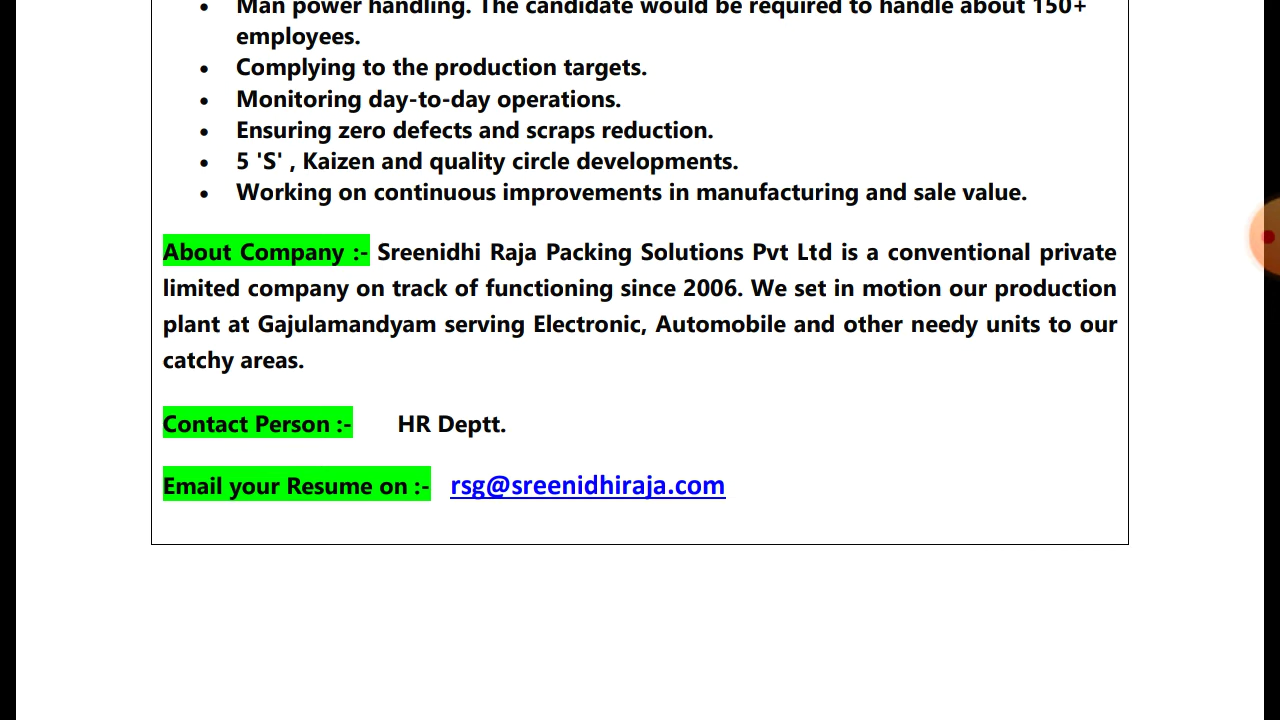 • Man power handling. The candidate would be required to handle about 150+
employees.
• Complying to the production targets.
• Monitoring day-to-day operations.
• Ensuring zero defects and scraps reduction.
• 5 'S' , Kaizen and quality circle developments.
• Working on continuous improvements in manufacturing and sale value.
About Company :- Sreenidhi Raja Packing Solutions Pvt Ltd is a conventional private
limited company on track of functioning since 2006. We set in motion our production
plant at Gajulamandyam serving Electronic, Automobile and other needy units to our
catchy areas.
Contact Person :- HR Deptt.
Email your Resume on :- rsg@sreenidhiraja.com